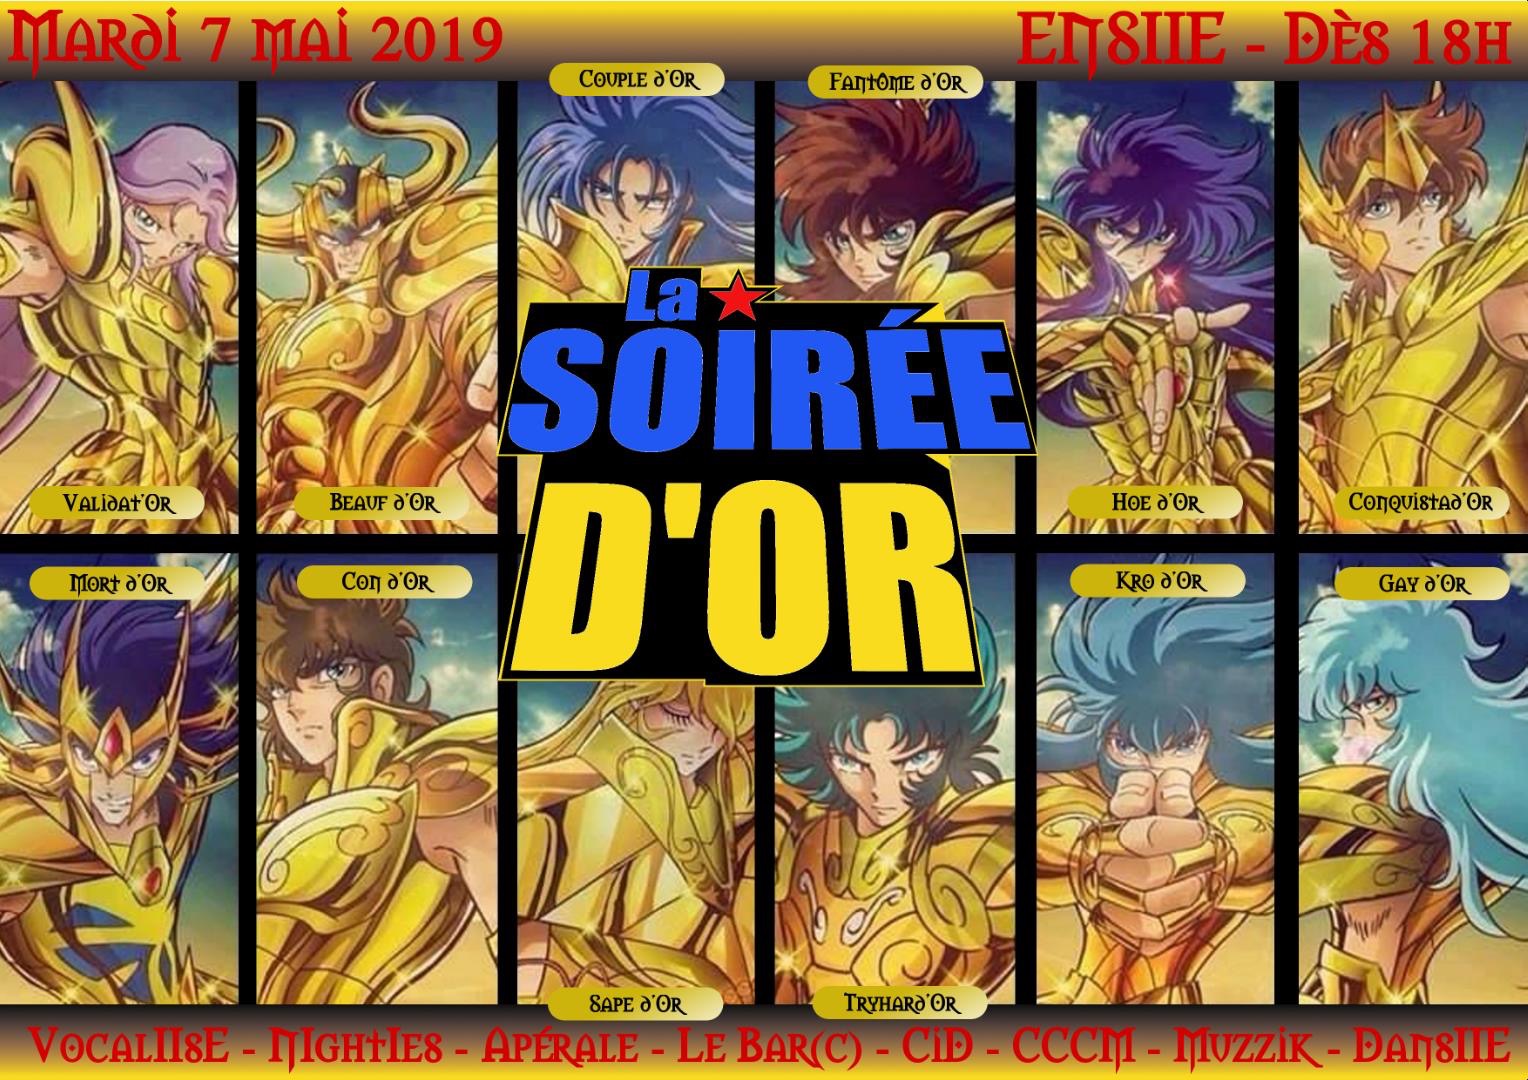 Mardi 7 mai 2019
ENSIIE - Dès 18H
Couple d'Or
Fantôme d'Or
La
SOIRÉE
D'OR
Validat'Or
Beauf d'Or
Hoe d'Or
Conquistad'Or
Mort d'Or
Con d'Or
Kro d'Or
Gay d'Or
Sape d'Or
Tryhard'Or
VocalIIsE - NIghtIes - Apérale - Le Bar(c) - CiD - CCCM - Muzzik - DansIIE